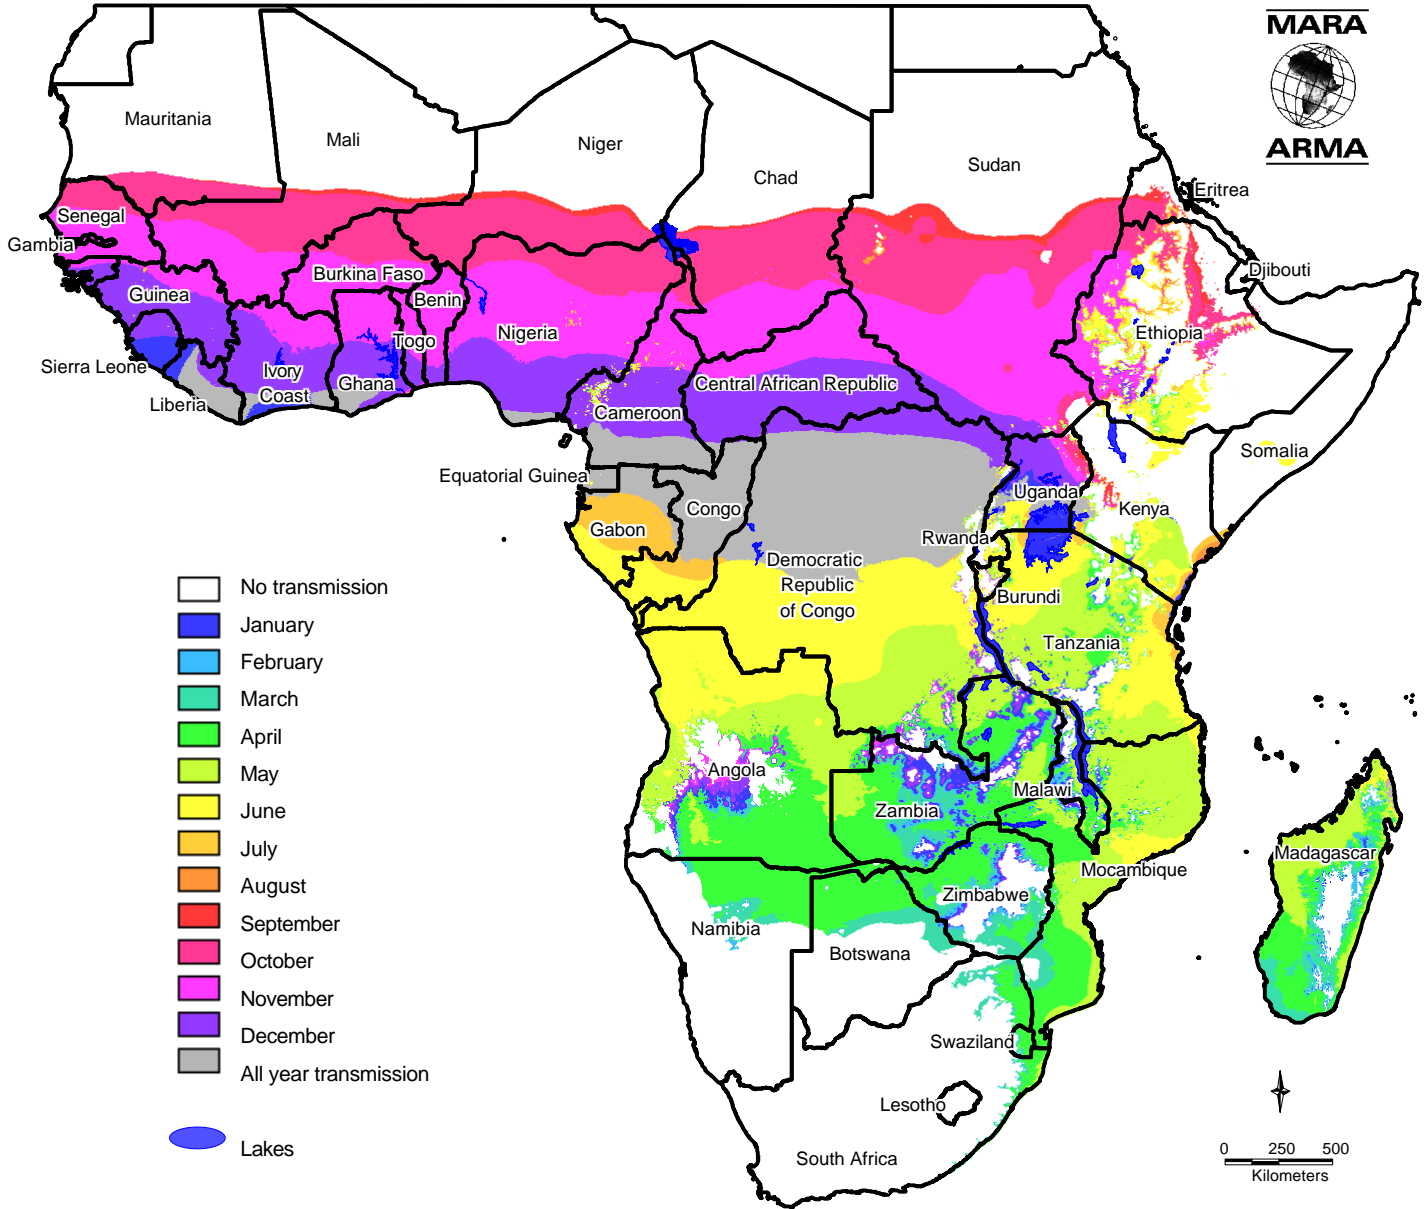 MARA
ARMA
Mauritania
Mali
Niger
Chad
Sudan
Eritrea
Senegal
Gambia
Burkina Faso
Djibouti
Guinea
Benin
Nigeria
Ethiopia
Togo
Sierra Leone
Ivory
Coast
Ghana
Central African Republic
Liberia
Cameroon
Somalia
Equatorial Guinea
Uganda
Congo
Kenya
Gabon
Rwanda
Democratic
Republic
of Congo
Burundi
Tanzania
Angola
Malawi
Zambia
Madagascar
Mocambique
Zimbabwe
Namibia
Botswana
Swaziland
Lesotho
South Africa
No transmission
January
February
March
April
May
June
July
August
September
October
November
December
All year transmission
Lakes
0 250 500
Kilometers